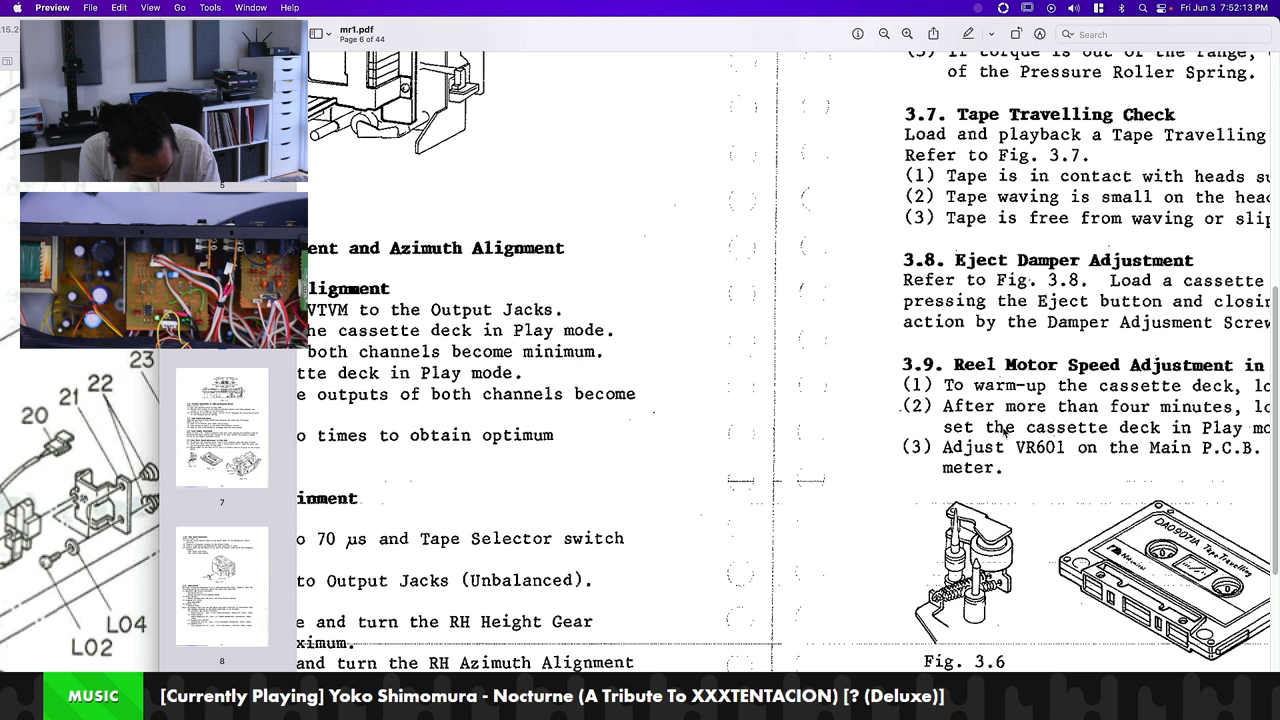 Preview File Edit View Go Tools Window Help Fri Jun 3 7:52:13 PM
mr1.pdf
Page 6 of 44
Search
5
ent and Azimuth Alignment
lignment
VTVM to the Output Jacks.
he cassette deck in Play mode.
both channels become minimum.
tte deck in Play mode.
e outputs of both channels become
o times to obtain optimum
inment
o 70 µs and Tape Selector switch
to Output Jacks (Unbalanced).
e and turn the RH Height Gear
ximum.
and turn the RH Azimuth Alignment
of the Pressure Roller Spring.
3.7. Tape Travelling Check
Load and playback a Tape Travelling
Refer to Fig. 3.7.
(1) Tape is in contact with heads su
(2) Tape waving is small on the head
(3) Tape is free from waving or slip
3.8. Eject Damper Adjustment
Refer to Fig. 3.8. Load a cassette
pressing the Eject button and closin
action by the Damper Adjusment Screw
3.9. Reel Motor Speed Adjustment in
(1) To warm-up the cassette deck, lo
(2) After more than four minutes, lo
set the cassette deck in Play mo
(3) Adjust VR601 on the Main P.C.B.
meter.
DA09071A Tape Travelling
Fig. 3.6
23
22
21
20
L04
L02
7
8
MUSIC
[Currently Playing] Yoko Shimomura - Nocturne (A Tribute To XXXTENTACION) [? (Deluxe)]